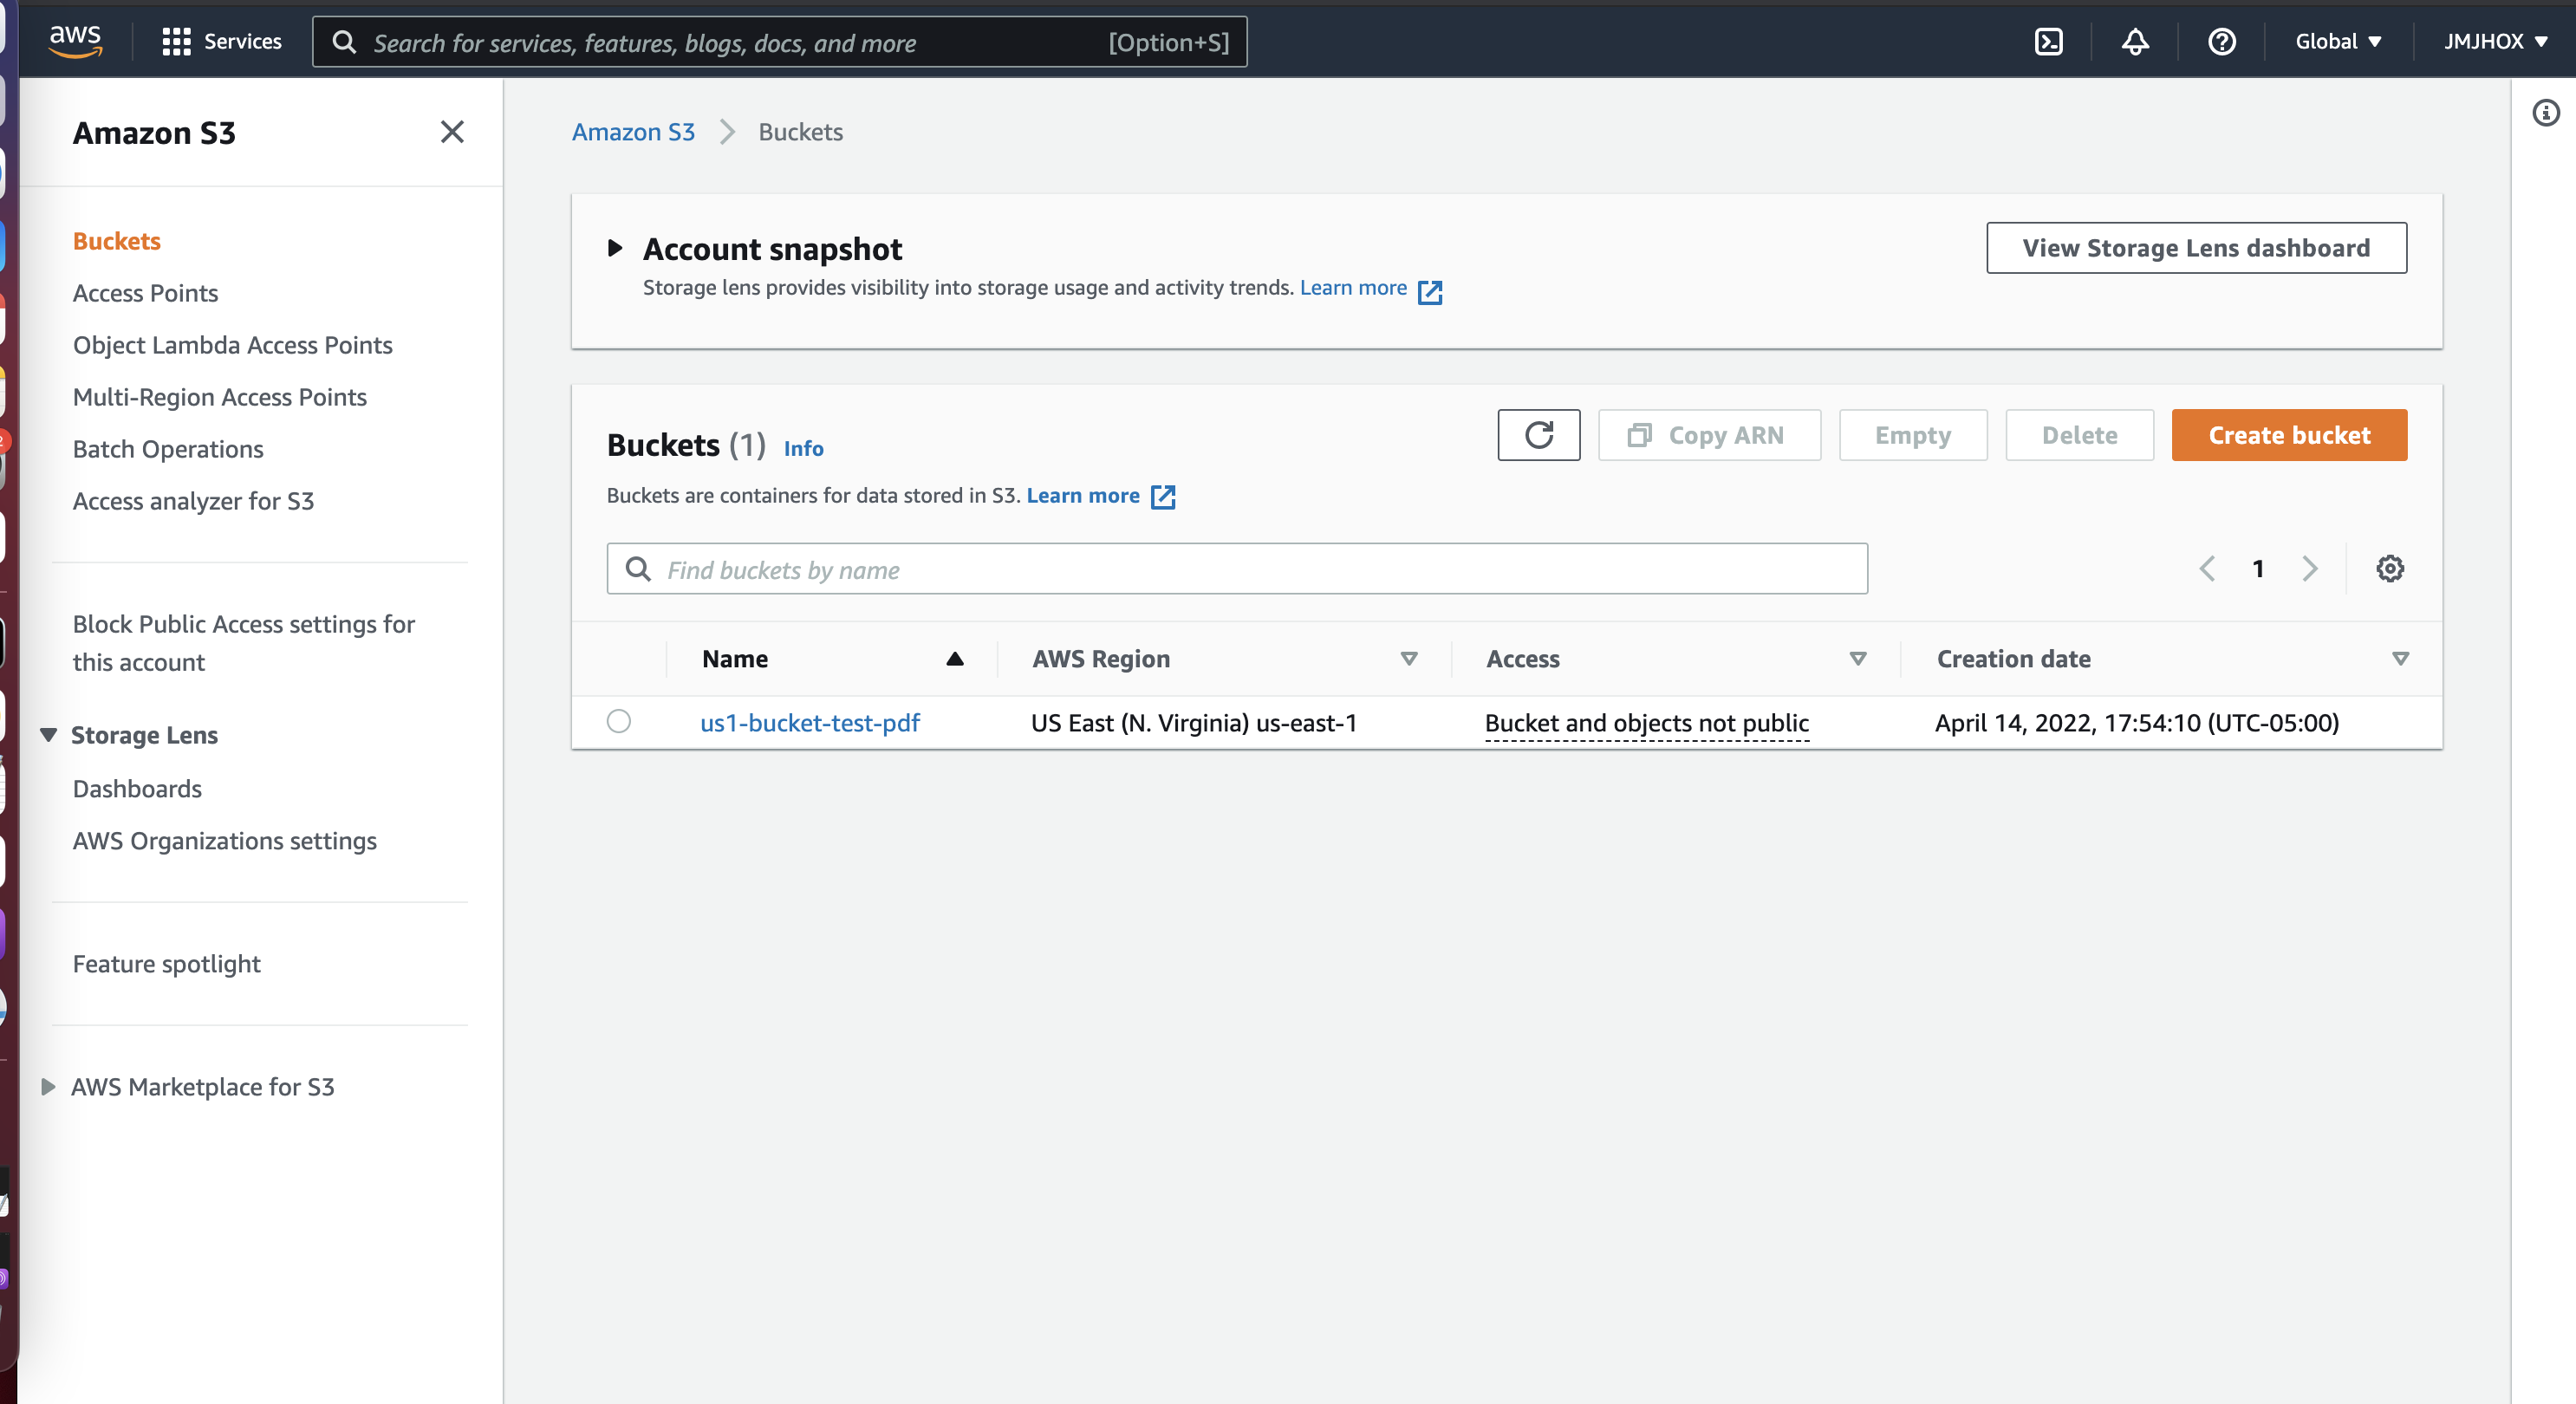 aws
Services
Search for services, features, blogs, docs, and more [Option+S]
Global
JMJHOX
Amazon S3
Buckets
Access Points
Object Lambda Access Points
Multi-Region Access Points
Batch Operations
Access analyzer for S3
Block Public Access settings for
this account
Storage Lens
Dashboards
AWS Organizations settings
Feature spotlight
AWS Marketplace for S3
Amazon S3 Buckets
Account snapshot
View Storage Lens dashboard
Storage lens provides visibility into storage usage and activity trends. Learn more
Buckets (1) Info
Copy ARN Empty Delete Create bucket
Buckets are containers for data stored in S3. Learn more
Find buckets by name
1
Name AWS Region Access Creation date
us1-bucket-test-pdf US East (N. Virginia) us-east-1 Bucket and objects not public April 14, 2022, 17:54:10 (UTC-05:00)